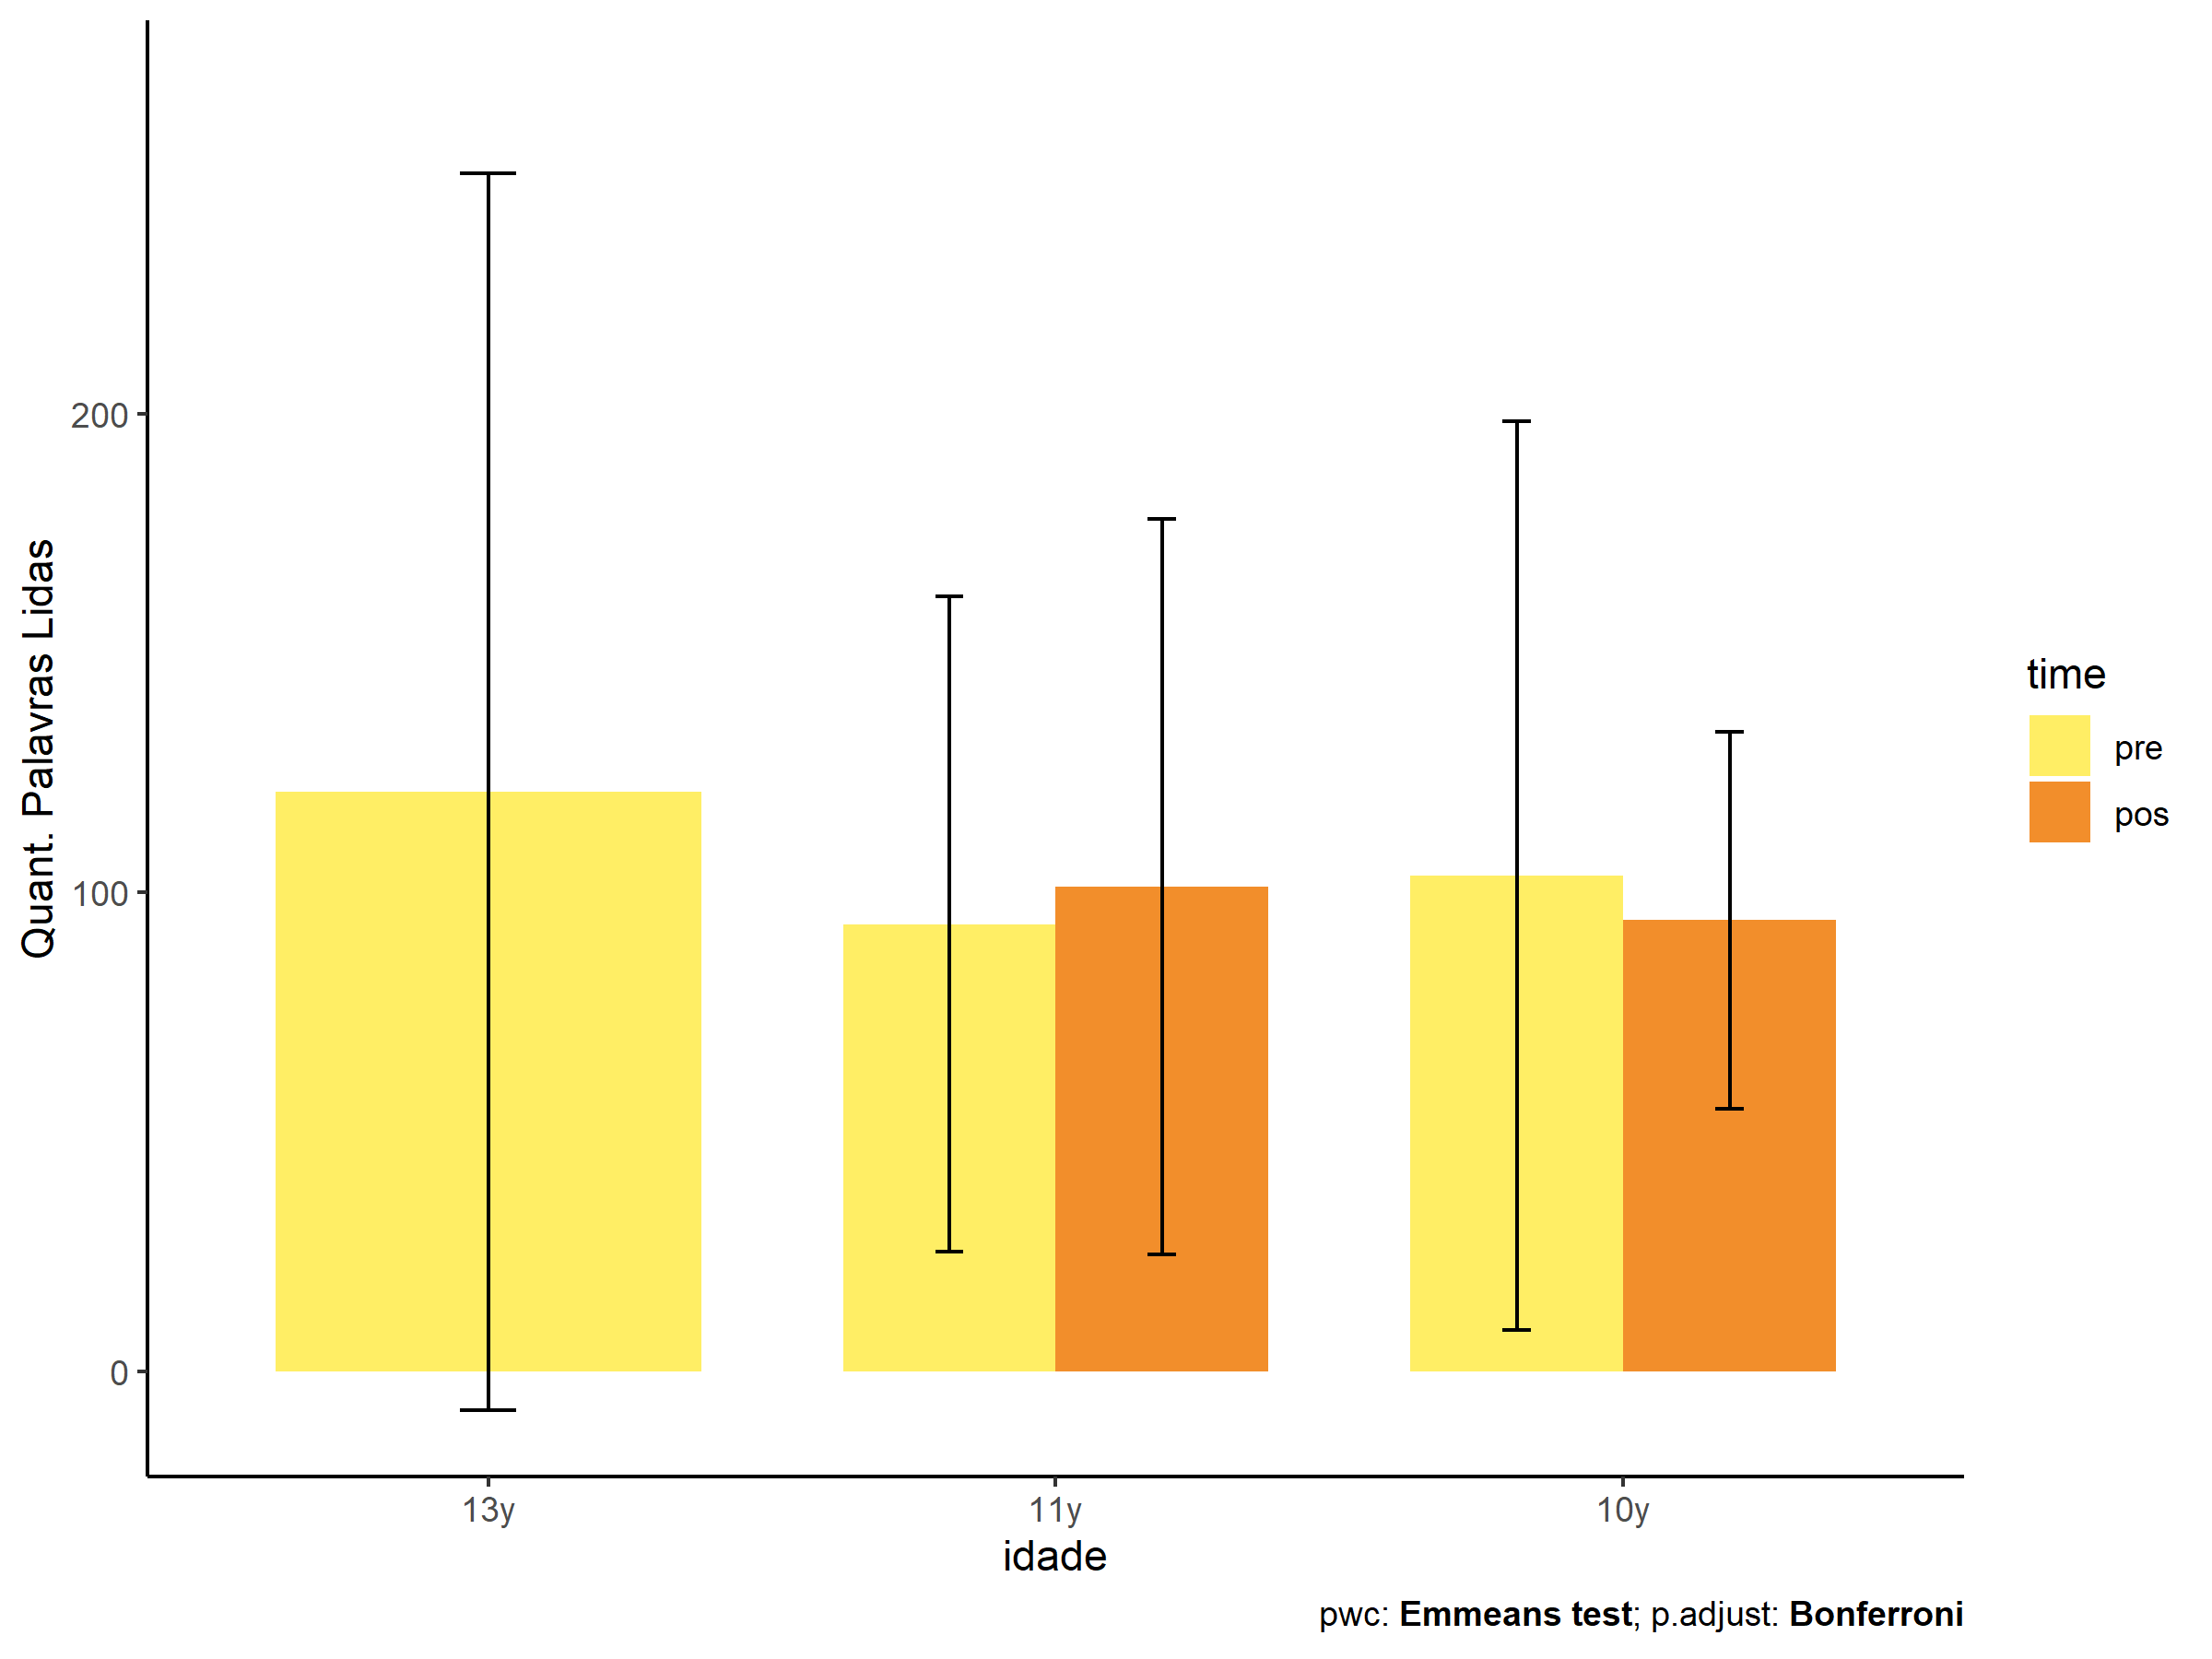 Quant. Palavras Lidas
200
100
0
13y
11y
10y
idade
time
pre
pos
pwc: Emmeans test; p.adjust: Bonferroni